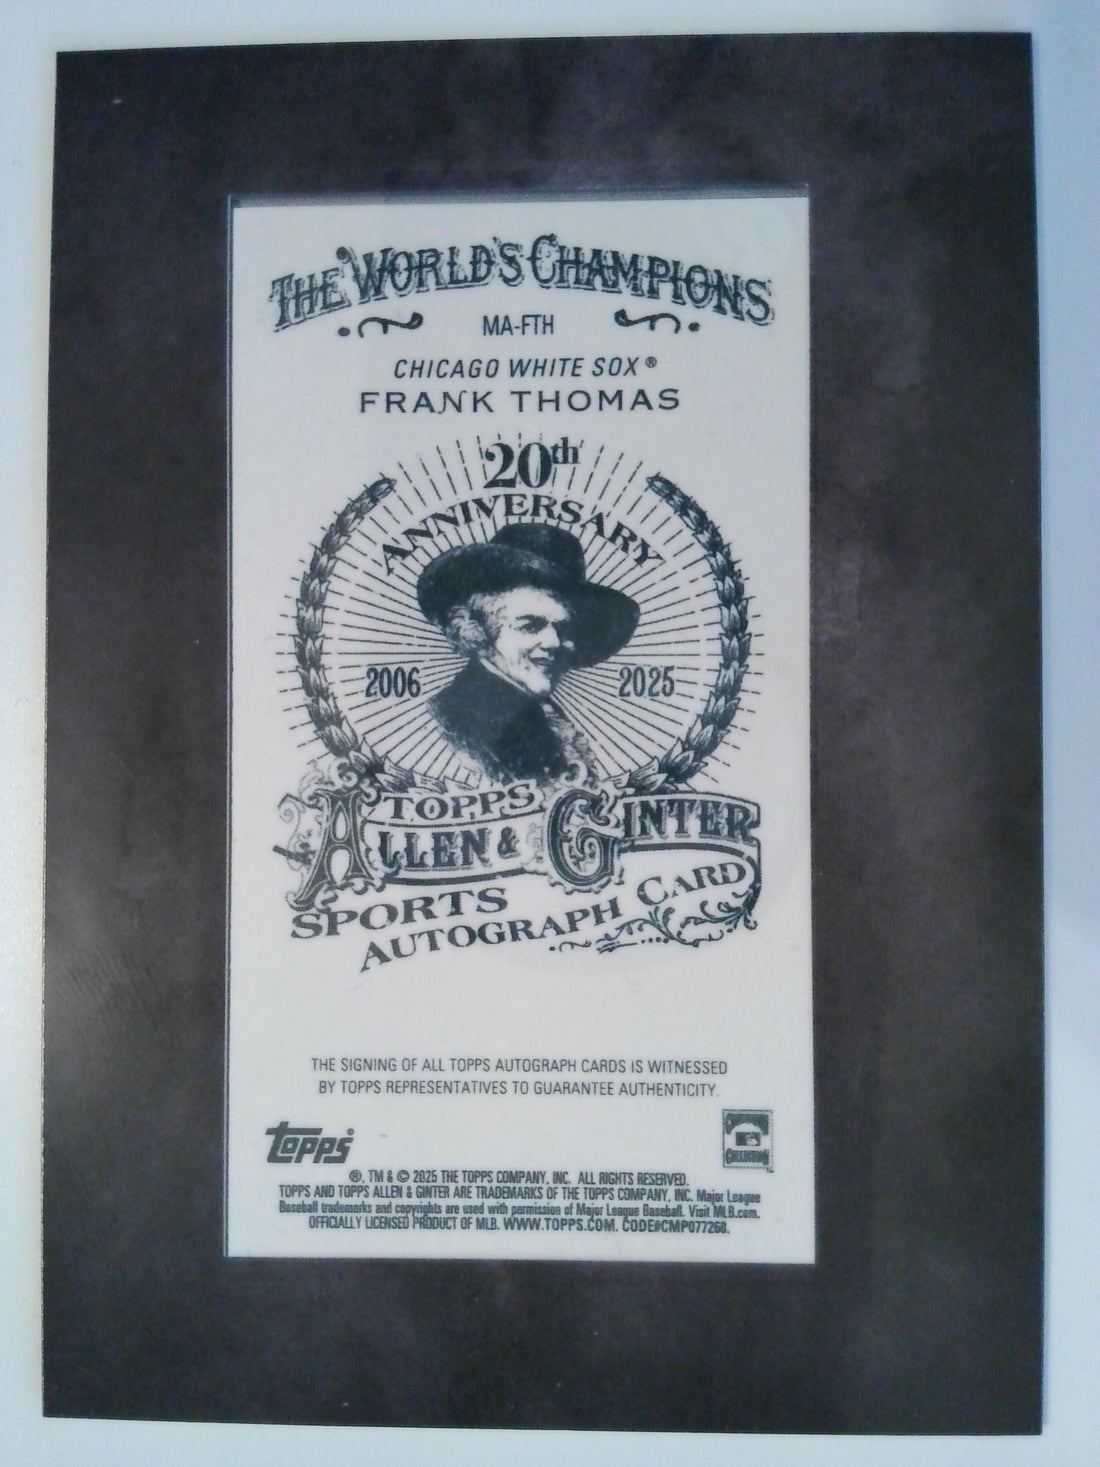 THE WORLD'S CHAMPIONS
MA-FTH
CHICAGO WHITE SOX®
FRANK THOMAS
20th
ANNIVERSARY
2006 2025
TOPPS
ALLEN & GINTER
SPORTS
AUTOGRAPH CARD
THE SIGNING OF ALL TOPPS AUTOGRAPH CARDS IS WITNESSED
BY TOPPS REPRESENTATIVES TO GUARANTEE AUTHENTICITY.
topps
®, TM & © 2025 THE TOPPS COMPANY, INC. ALL RIGHTS RESERVED.
TOPPS AND TOPPS ALLEN & GINTER ARE TRADEMARKS OF THE TOPPS COMPANY, INC. Major League
Baseball trademarks and copyrights are used with permission of Major League Baseball. Visit MLB.com.
OFFICIALLY LICENSED PRODUCT OF MLB. WWW.TOPPS.COM. CODE#CMP077268.